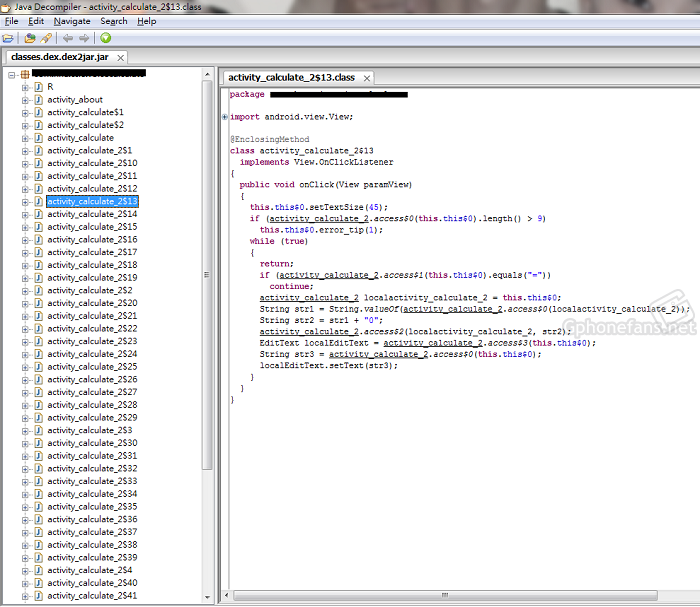 Java Decompiler - activity_calculate_2$13.class
File Edit Navigate Search Help
classes.dex.dex2jar.jar
R
activity_about
activity_calculate$1
activity_calculate$2
activity_calculate
activity_calculate_2$1
activity_calculate_2$10
activity_calculate_2$11
activity_calculate_2$12
activity_calculate_2$13
activity_calculate_2$14
activity_calculate_2$15
activity_calculate_2$16
activity_calculate_2$17
activity_calculate_2$18
activity_calculate_2$19
activity_calculate_2$2
activity_calculate_2$20
activity_calculate_2$21
activity_calculate_2$22
activity_calculate_2$23
activity_calculate_2$24
activity_calculate_2$25
activity_calculate_2$26
activity_calculate_2$27
activity_calculate_2$28
activity_calculate_2$29
activity_calculate_2$3
activity_calculate_2$30
activity_calculate_2$31
activity_calculate_2$32
activity_calculate_2$33
activity_calculate_2$34
activity_calculate_2$35
activity_calculate_2$36
activity_calculate_2$37
activity_calculate_2$38
activity_calculate_2$39
activity_calculate_2$4
activity_calculate_2$40
activity_calculate_2$41
activity_calculate_2$13.class
package
import android.view.View;
@EnclosingMethod
class activity_calculate_2$13
implements View.OnClickListener
{
public void onClick(View paramView)
{
this.this$0.setTextSize(45);
if (activity_calculate_2.access$0(this.this$0).length() > 9)
this.this$0.error_tip(1);
while (true)
{
return;
if (activity_calculate_2.access$1(this.this$0).equals("="))
continue;
activity_calculate_2 localactivity_calculate_2 = this.this$0;
String str1 = String.valueOf(activity_calculate_2.access$0(localactivity_calculate_2));
String str2 = str1 + "0";
activity_calculate_2.access$2(localactivity_calculate_2, str2);
EditText localEditText = activity_calculate_2.access$3(this.this$0);
String str3 = activity_calculate_2.access$0(this.this$0);
localEditText.setText(str3);
}
}
}
Gphonefans.net